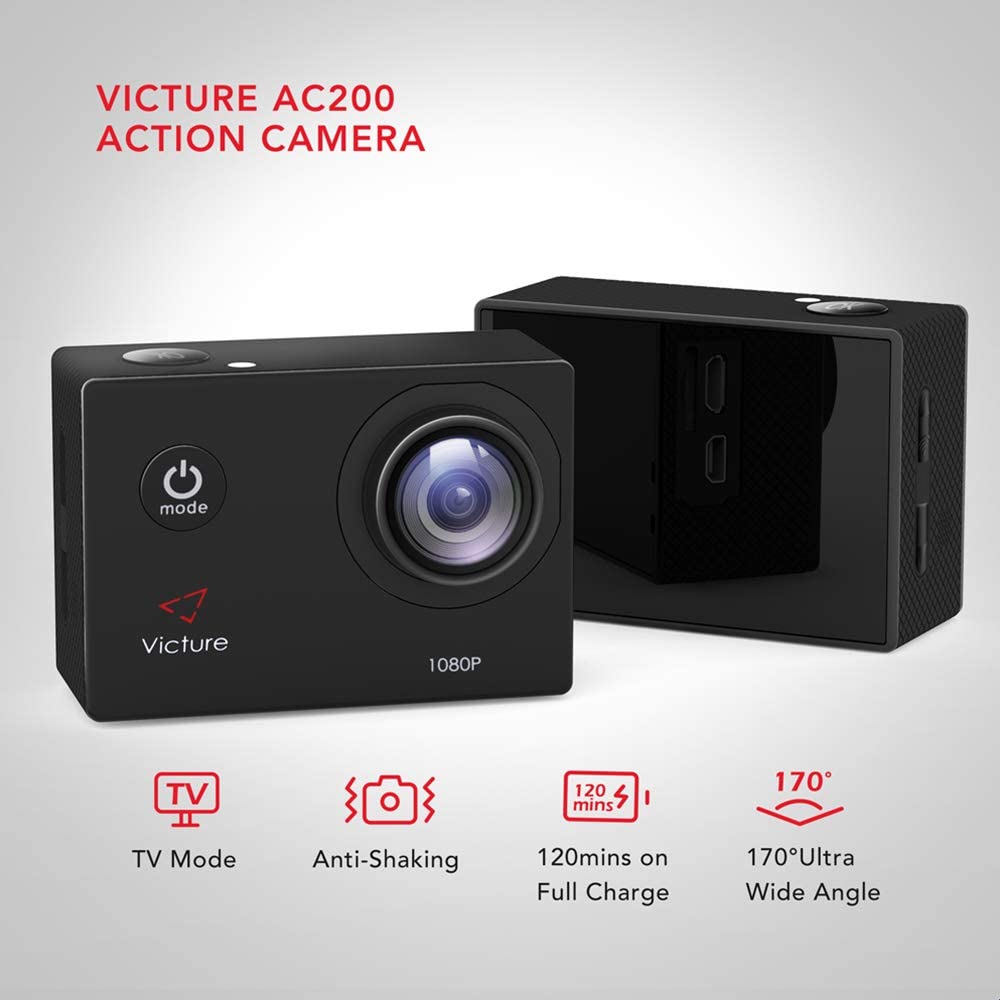 VICTURE AC200
ACTION CAMERA
mode
Victure
1080P
TV
TV Mode
Anti-Shaking
120
mins
120mins on
Full Charge
170°
170°Ultra
Wide Angle